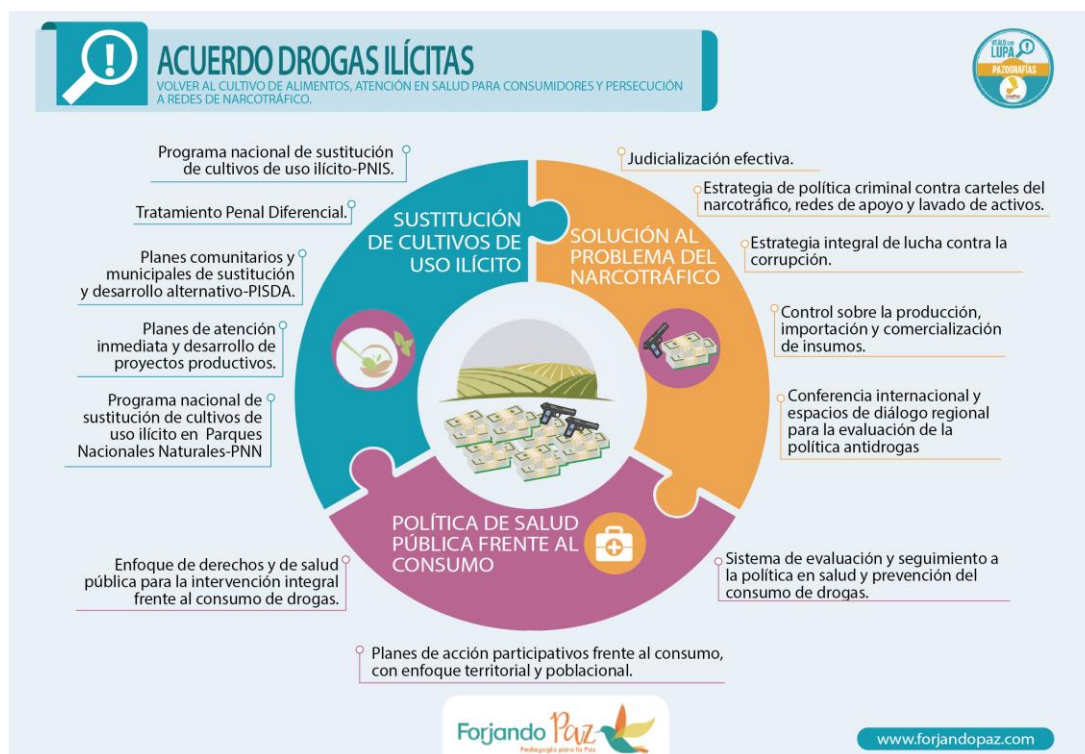 ACUERDO DROGAS ILÍCITAS
VOLVER AL CULTIVO DE ALIMENTOS, ATENCIÓN EN SALUD PARA CONSUMIDORES Y PERSECUCIÓN
A REDES DE NARCOTRÁFICO.
LUPA
PAZOGRAFÍAS
Programa nacional de sustitución
de cultivos de uso ilícito-PNIS.
Tratamiento Penal Diferencial.
Planes comunitarios y
municipales de sustitución
y desarrollo alternativo-PISDA.
Planes de atención
inmediata y desarrollo de
proyectos productivos.
Programa nacional de
sustitución de cultivos de
uso ilícito en Parques
Nacionales Naturales-PNN
SUSTITUCIÓN
DE CULTIVOS DE
USO ILÍCITO
SOLUCIÓN AL
PROBLEMA DEL
NARCOTRÁFICO
Judicialización efectiva.
Estrategia de política criminal contra carteles del
narcotráfico, redes de apoyo y lavado de activos.
Estrategia integral de lucha contra la
corrupción.
Control sobre la producción,
importación y comercialización
de insumos.
Conferencia internacional y
espacios de diálogo regional
para la evaluación de la
política antidrogas
POLÍTICA DE SALUD
PÚBLICA FRENTE AL
CONSUMO
Enfoque de derechos y de salud
pública para la intervención integral
frente al consumo de drogas.
Sistema de evaluación y seguimiento a
la política en salud y prevención del
consumo de drogas.
Planes de acción participativos frente al consumo,
con enfoque territorial y poblacional.
Forjando Paz
Pedagogía para la Paz
www.forjandopaz.com